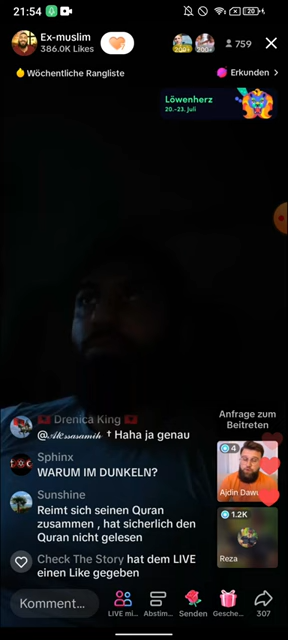 21:54
20
Ex-muslim
386.0K Likes
759
Wöchentliche Rangliste
Erkunden >
Löwenherz
20.-23. Juli
Drenica King
@𝒜𝓁ℯ𝓈𝓈𝒶𝓈𝒶𝓂𝒾𝒽 † Haha ja genau
Sphinx
WARUM IM DUNKELN?
Sunshine
Reimt sich seinen Quran
zusammen , hat sicherlich den
Quran nicht gelesen
Check The Story hat dem LIVE
einen Like gegeben
Anfrage zum
Beitreten
4
Ajdin Dawu
1.2K
Reza
Komment...
LIVE mi...
Abstim...
Senden
Gesche...
307